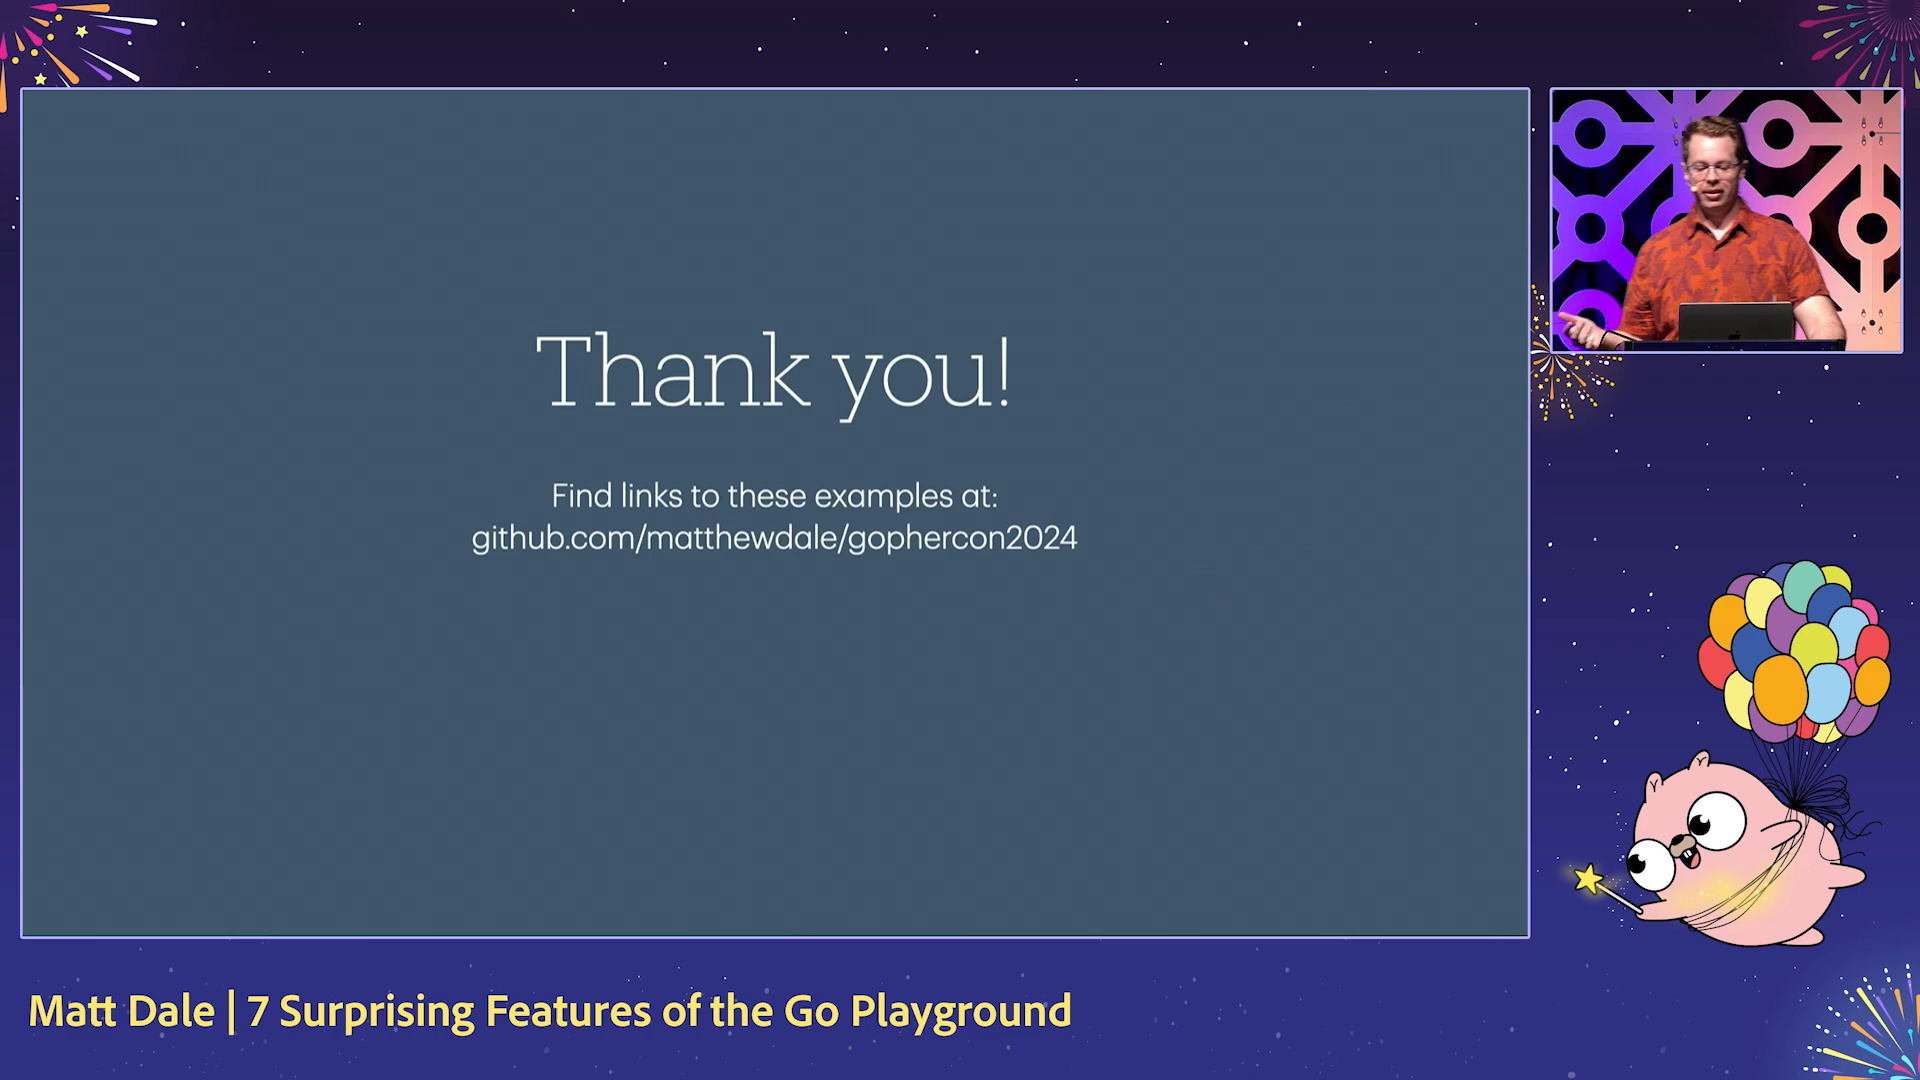 Thank you!
Find links to these examples at:
github.com/matthewdale/gophercon2024
Matt Dale | 7 Surprising Features of the Go Playground